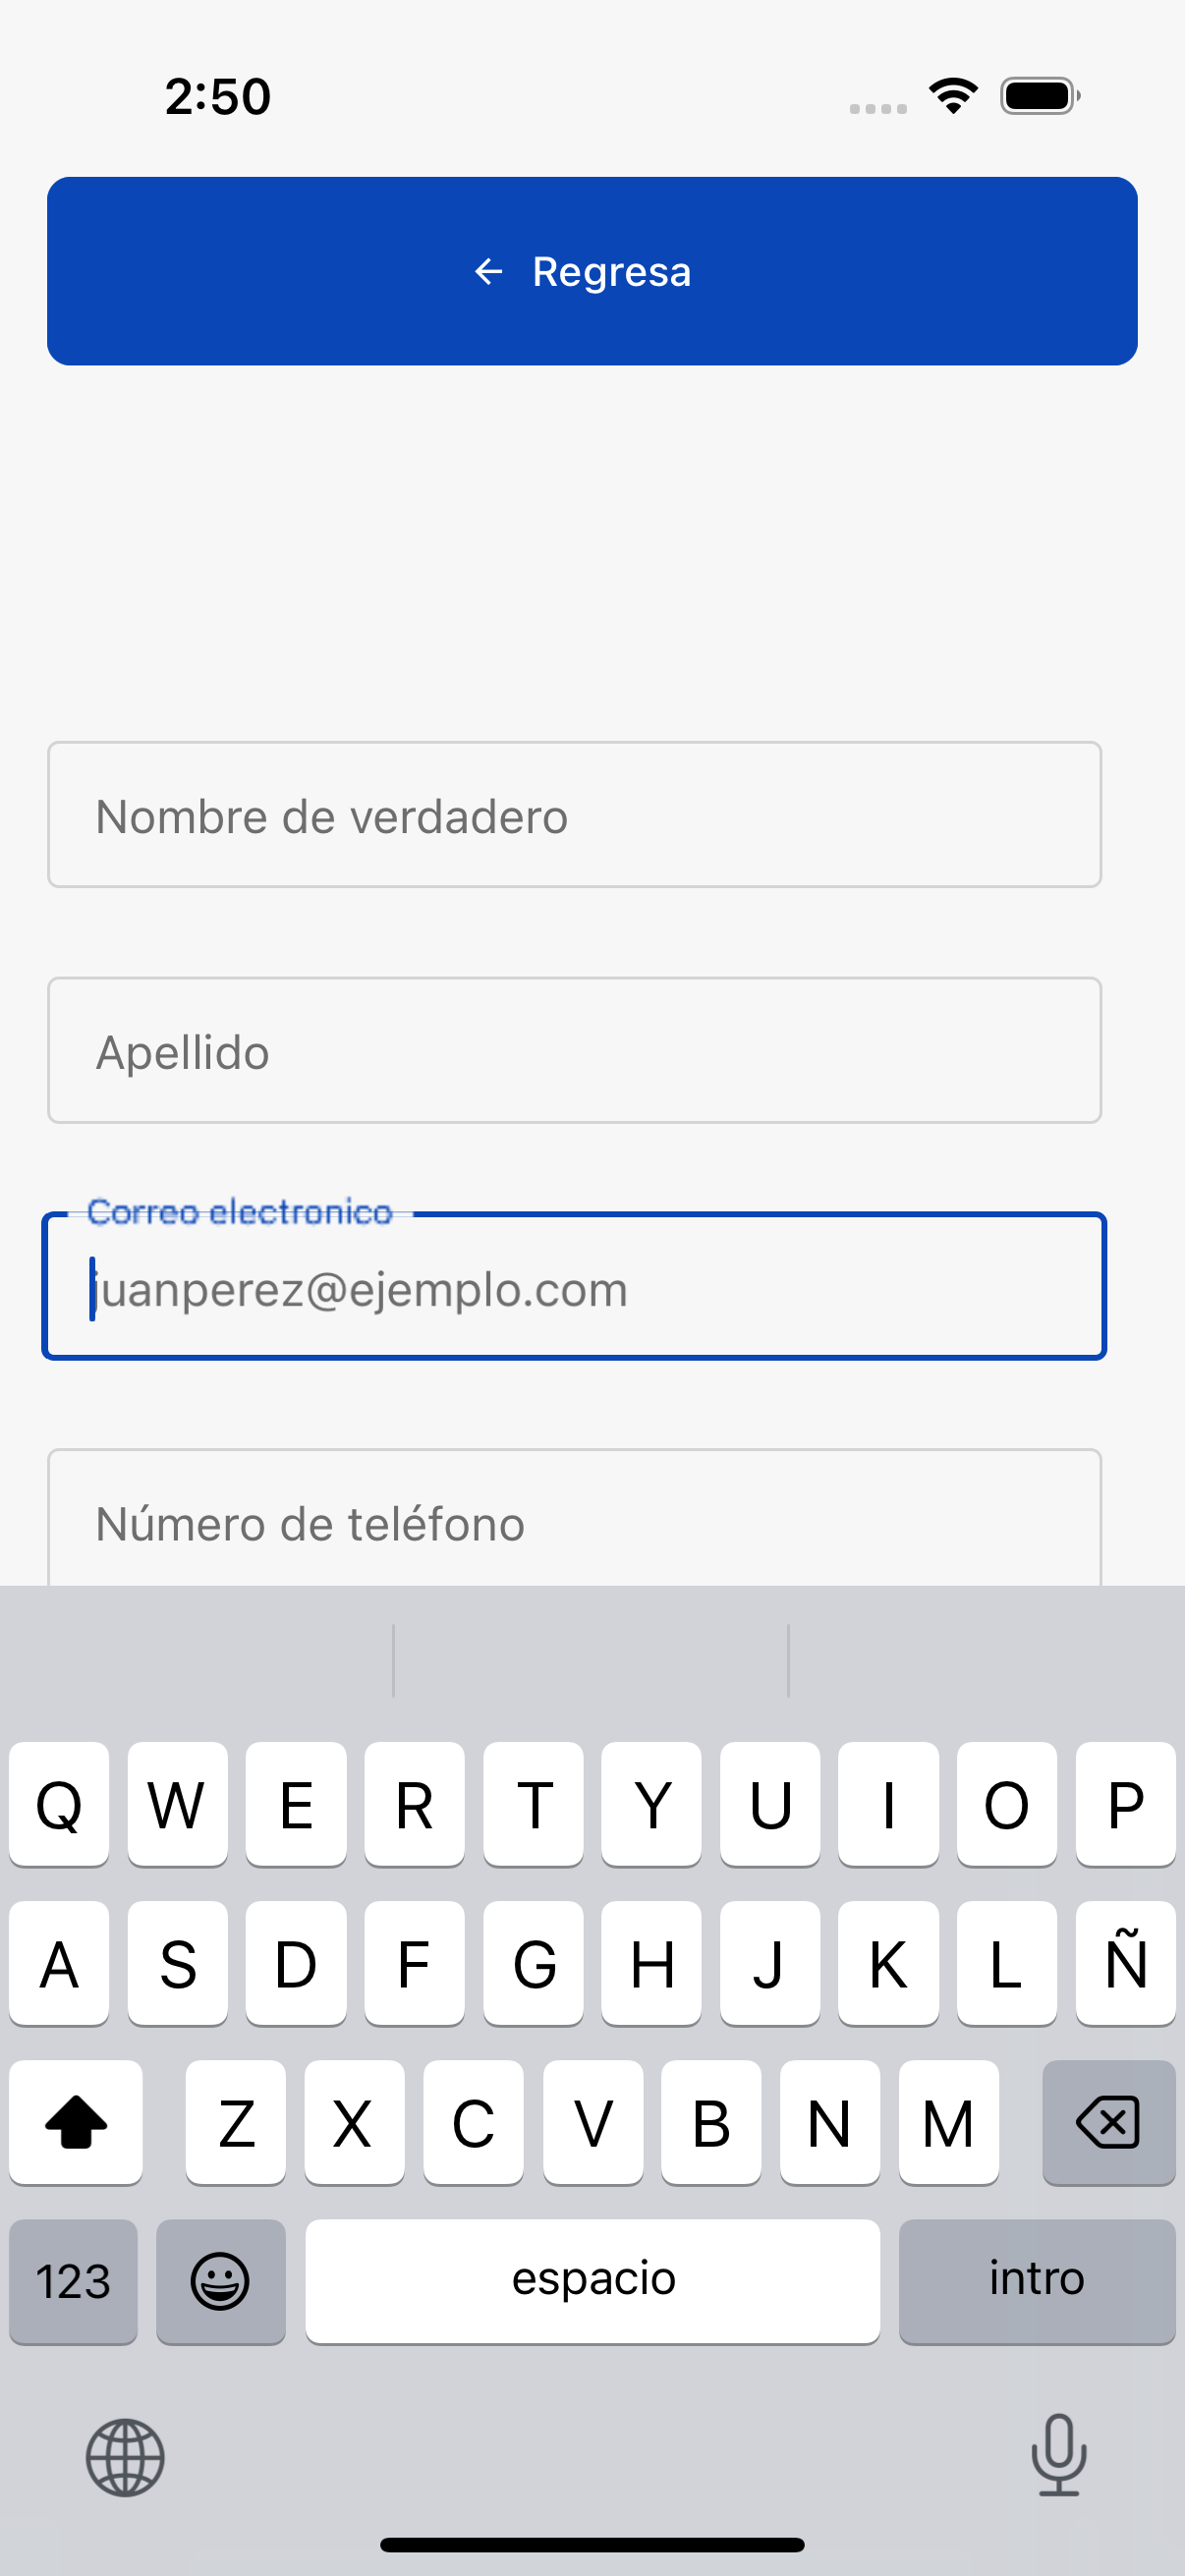 2:50
← Regresa
Nombre de verdadero
Apellido
Correo electronico
juanperez@ejemplo.com
Número de teléfono
Q W E R T Y U I O P
A S D F G H J K L Ñ
Z X C V B N M
123 espacio intro